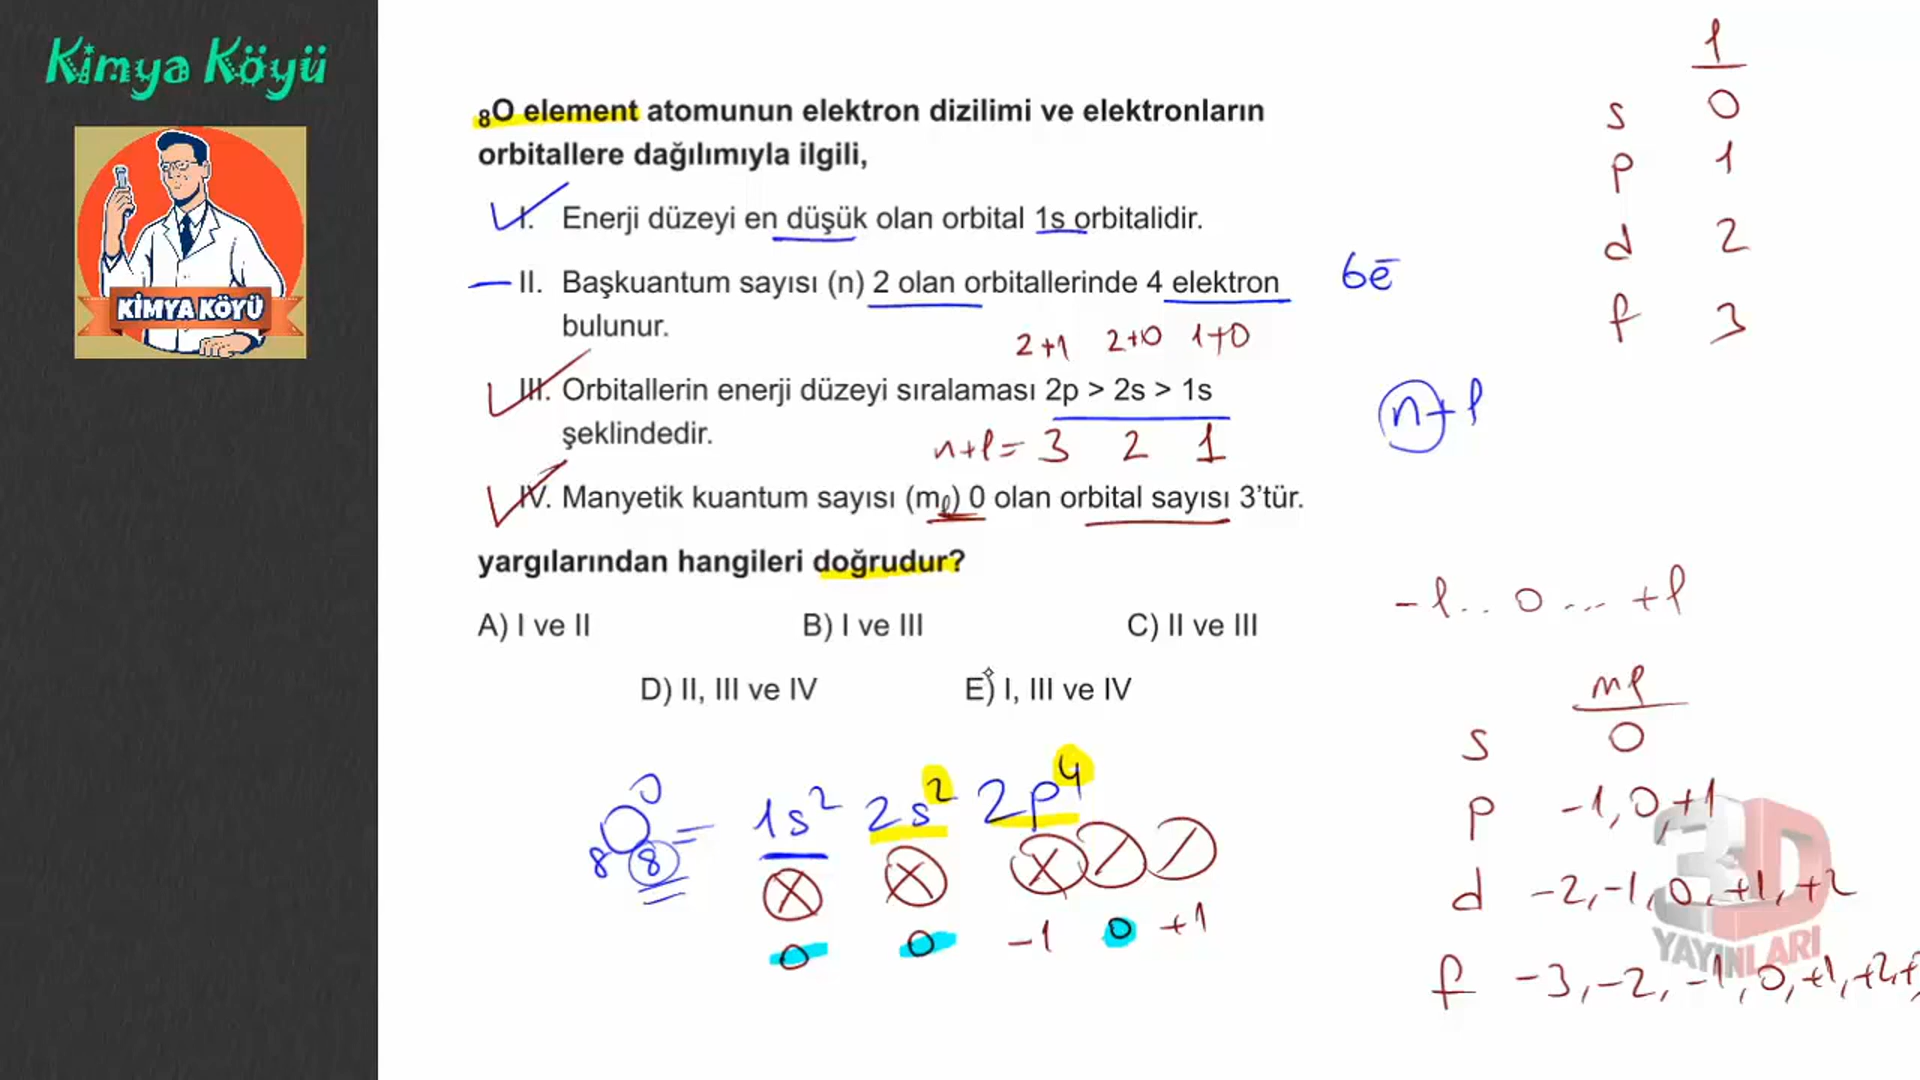 Kimya Köyü
KİMYA KÖYÜ
₈O element atomunun elektron dizilimi ve elektronların
orbitallere dağılımıyla ilgili,
I. Enerji düzeyi en düşük olan orbital 1s orbitalidir.
II. Başkuantum sayısı (n) 2 olan orbitallerinde 4 elektron
6ē
bulunur.
2+1 2+0 1+0
III. Orbitallerin enerji düzeyi sıralaması 2p > 2s > 1s
şeklindedir.
n+l= 3 2 1
n+l
IV. Manyetik kuantum sayısı (mℓ) 0 olan orbital sayısı 3'tür.
yargılarından hangileri doğrudur?
A) I ve II B) I ve III C) II ve III
D) II, III ve IV E) I, III ve IV
₈O₈⁰ = 1s² 2s² 2p⁴
0 0 -1 0 +1
l
s 0
p 1
d 2
f 3
-l.. 0 ... +l
ml
s 0
p -1, 0, +1
d -2, -1, 0, +1, +2
f -3, -2, -1, 0, +1, +2, +
3D
YAYINLARI